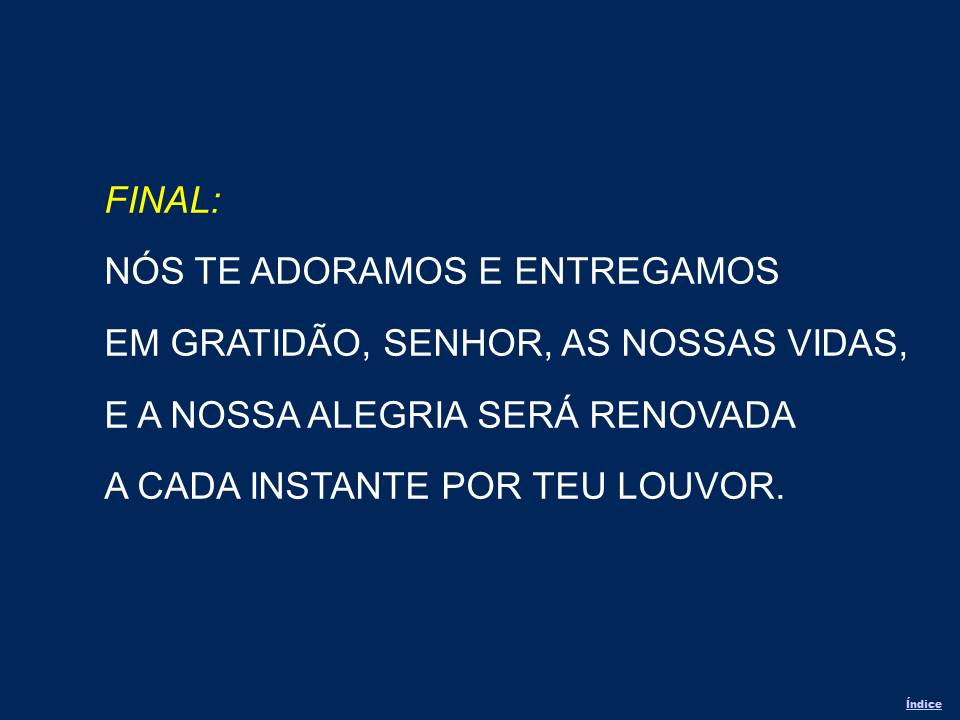 FINAL:
NÓS TE ADORAMOS E ENTREGAMOS
EM GRATIDÃO, SENHOR, AS NOSSAS VIDAS,
E A NOSSA ALEGRIA SERÁ RENOVADA
A CADA INSTANTE POR TEU LOUVOR.
Índice